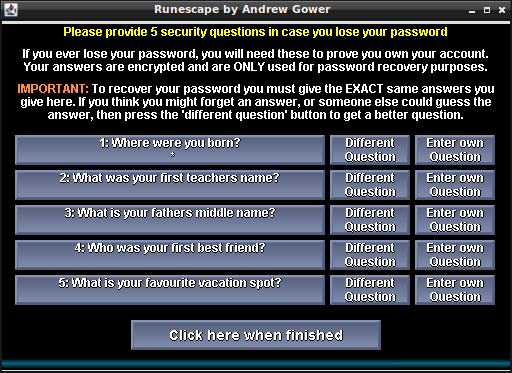 Runescape by Andrew Gower
Please provide 5 security questions in case you lose your password
If you ever lose your password, you will need these to prove you own your account.
Your answers are encrypted and are ONLY used for password recovery purposes.
IMPORTANT: To recover your password you must give the EXACT same answers you
give here. If you think you might forget an answer, or someone else could guess the
answer, then press the 'different question' button to get a better question.
1: Where were you born?
*
Different
Question
Enter own
Question
2: What was your first teachers name?
Different
Question
Enter own
Question
3: What is your fathers middle name?
Different
Question
Enter own
Question
4: Who was your first best friend?
Different
Question
Enter own
Question
5: What is your favourite vacation spot?
Different
Question
Enter own
Question
Click here when finished